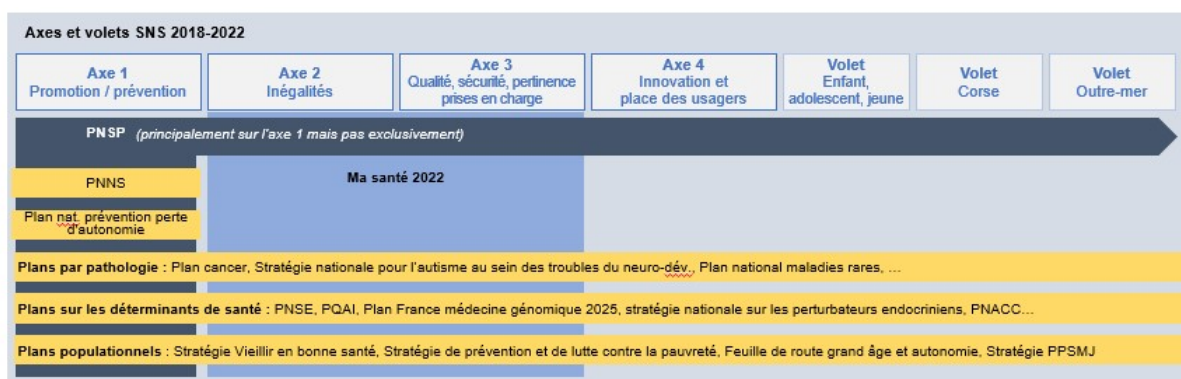 Axes et volets SNS 2018-2022
Axe 1
Promotion / prévention
Axe 2
Inégalités
Axe 3
Qualité, sécurité, pertinence
prises en charge
Axe 4
Innovation et
place des usagers
Volet
Enfant,
adolescent, jeune
Volet
Corse
Volet
Outre-mer
PNSP (principalement sur l'axe 1 mais pas exclusivement)
PNNS
Ma santé 2022
Plan nat. prévention perte
d'autonomie
Plans par pathologie : Plan cancer, Stratégie nationale pour l'autisme au sein des troubles du neuro-dév., Plan national maladies rares, …
Plans sur les déterminants de santé : PNSE, PQAI, Plan France médecine génomique 2025, stratégie nationale sur les perturbateurs endocriniens, PNACC…
Plans populationnels : Stratégie Vieillir en bonne santé, Stratégie de prévention et de lutte contre la pauvreté, Feuille de route grand âge et autonomie, Stratégie PPSMJ